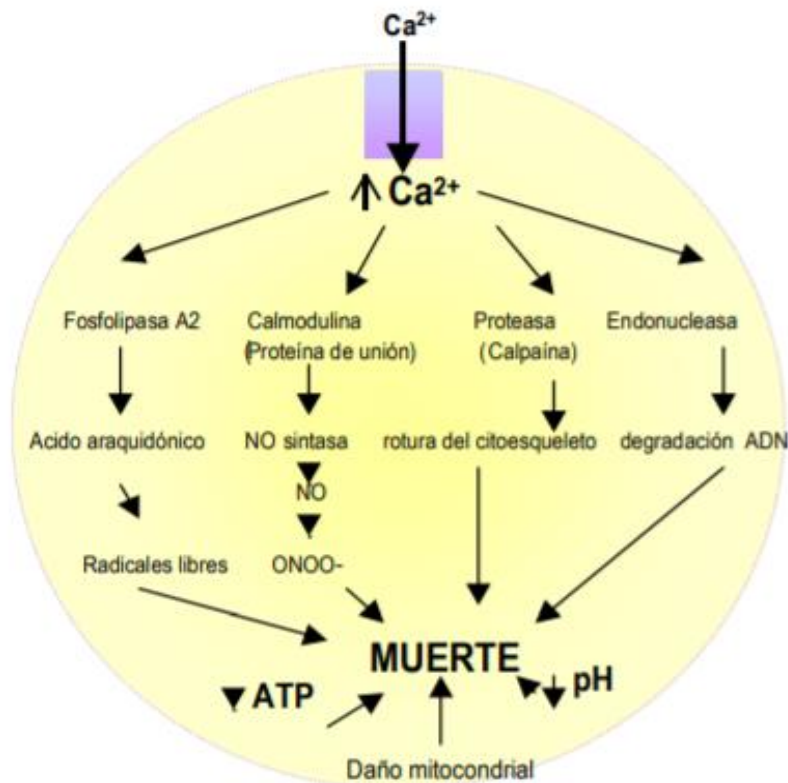 Ca²⁺
Ca²⁺
Fosfolipasa A2
Calmodulina
(Proteína de unión)
Proteasa
(Calpaína)
Endonucleasa
Acido araquidónico
NO sintasa
rotura del citoesqueleto
degradación ADN
NO
Radicales libres
ONOO-
MUERTE
ATP
pH
Daño mitocondrial